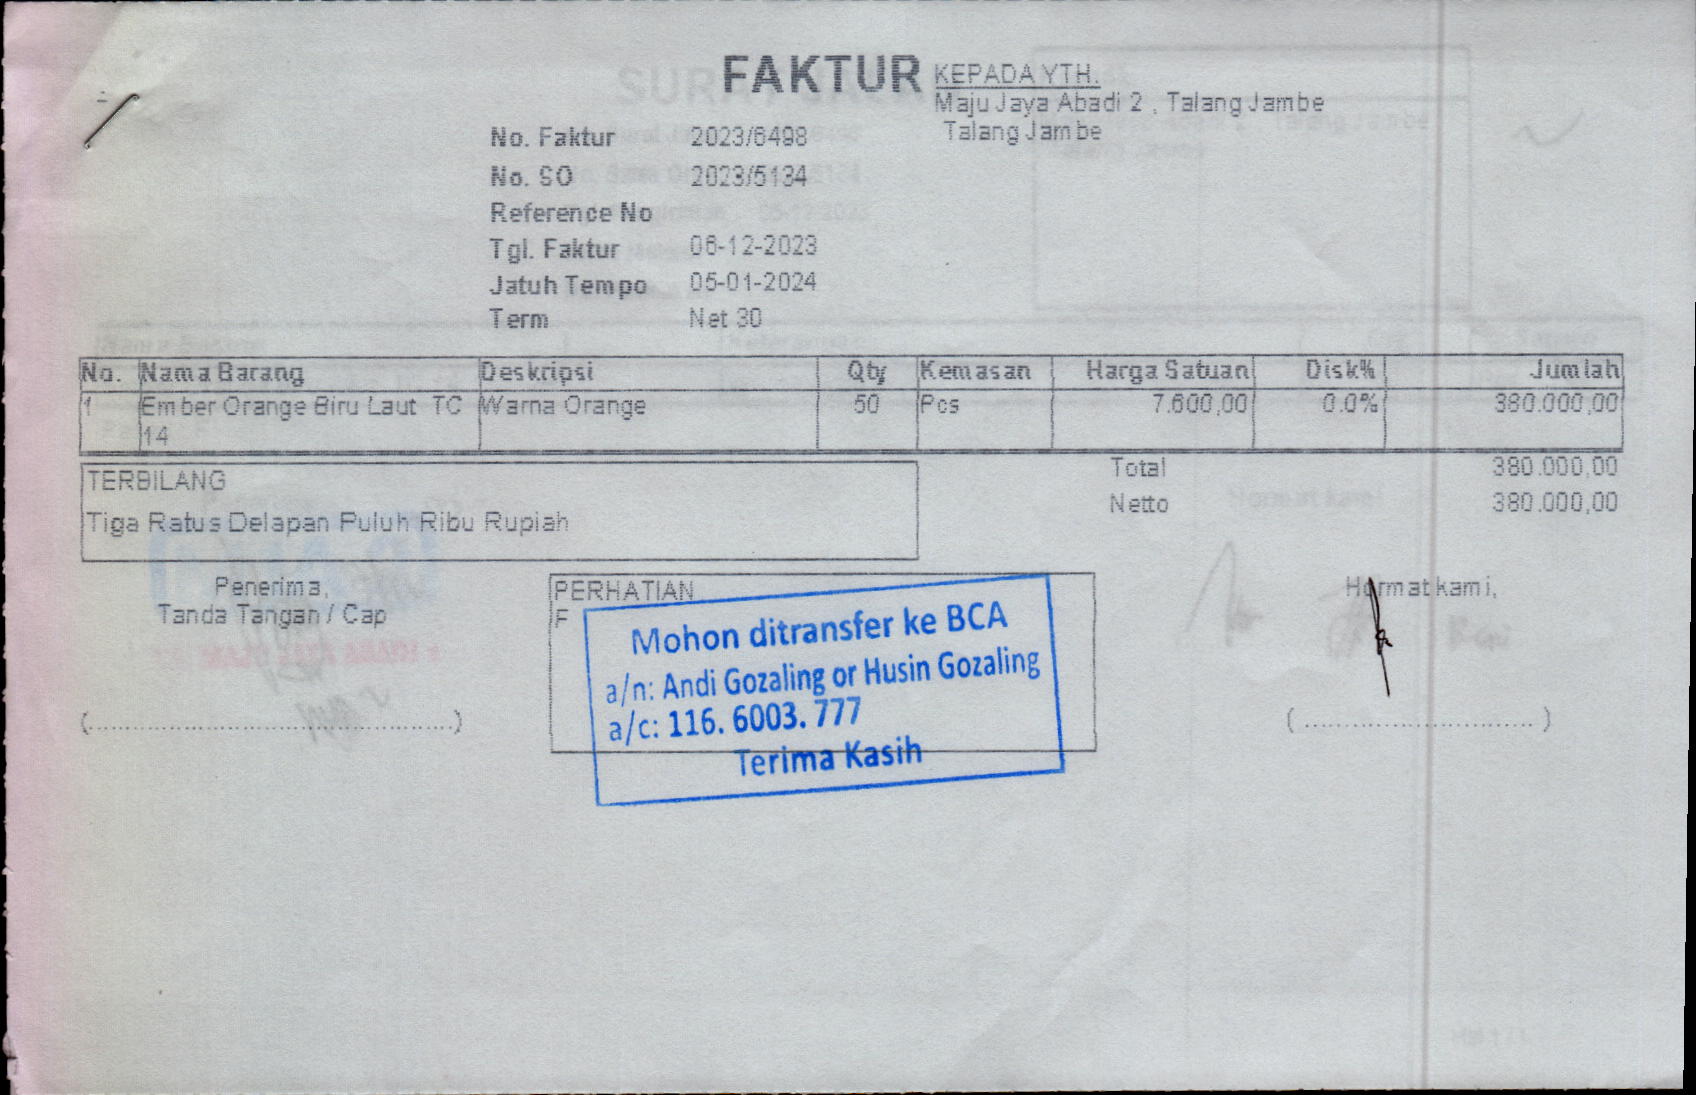 FAKTUR
KEPADA YTH.
Maju Jaya Abadi 2 , Talang Jambe
Talang Jambe
No. Faktur 2023/6498
No. SO 2023/5134
Reference No
Tgl. Faktur 06-12-2023
Jatuh Tempo 05-01-2024
Term Net 30
No. Nama Barang Deskripsi Qty Kemasan Harga Satuan Disk% Jumlah
1 Ember Orange Biru Laut TC Warna Orange 50 Pcs 7.600,00 0.0% 380.000,00
14
Total 380.000,00
Netto 380.000,00
TERBILANG
Tiga Ratus Delapan Puluh Ribu Rupiah
Penerima,
Tanda Tangan / Cap
(..................................................)
PERHATIAN
F
Mohon ditransfer ke BCA
a/n: Andi Gozaling or Husin Gozaling
a/c: 116. 6003. 777
Terima Kasih
Hormat kami,
( ............................... )